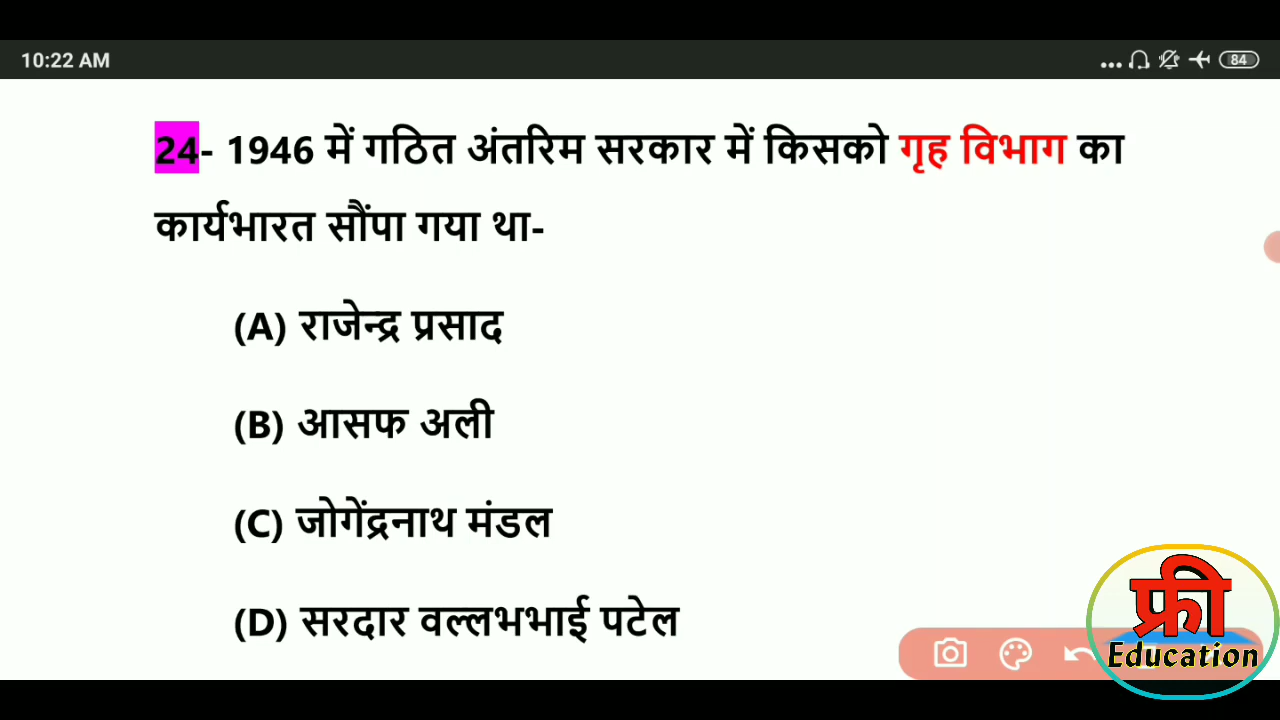 10:22 AM
84
24- 1946 में गठित अंतरिम सरकार में किसको गृह विभाग का
कार्यभारत सौंपा गया था-
(A) राजेन्द्र प्रसाद
(B) आसफ अली
(C) जोगेंद्रनाथ मंडल
(D) सरदार वल्लभभाई पटेल
फ्री
Education